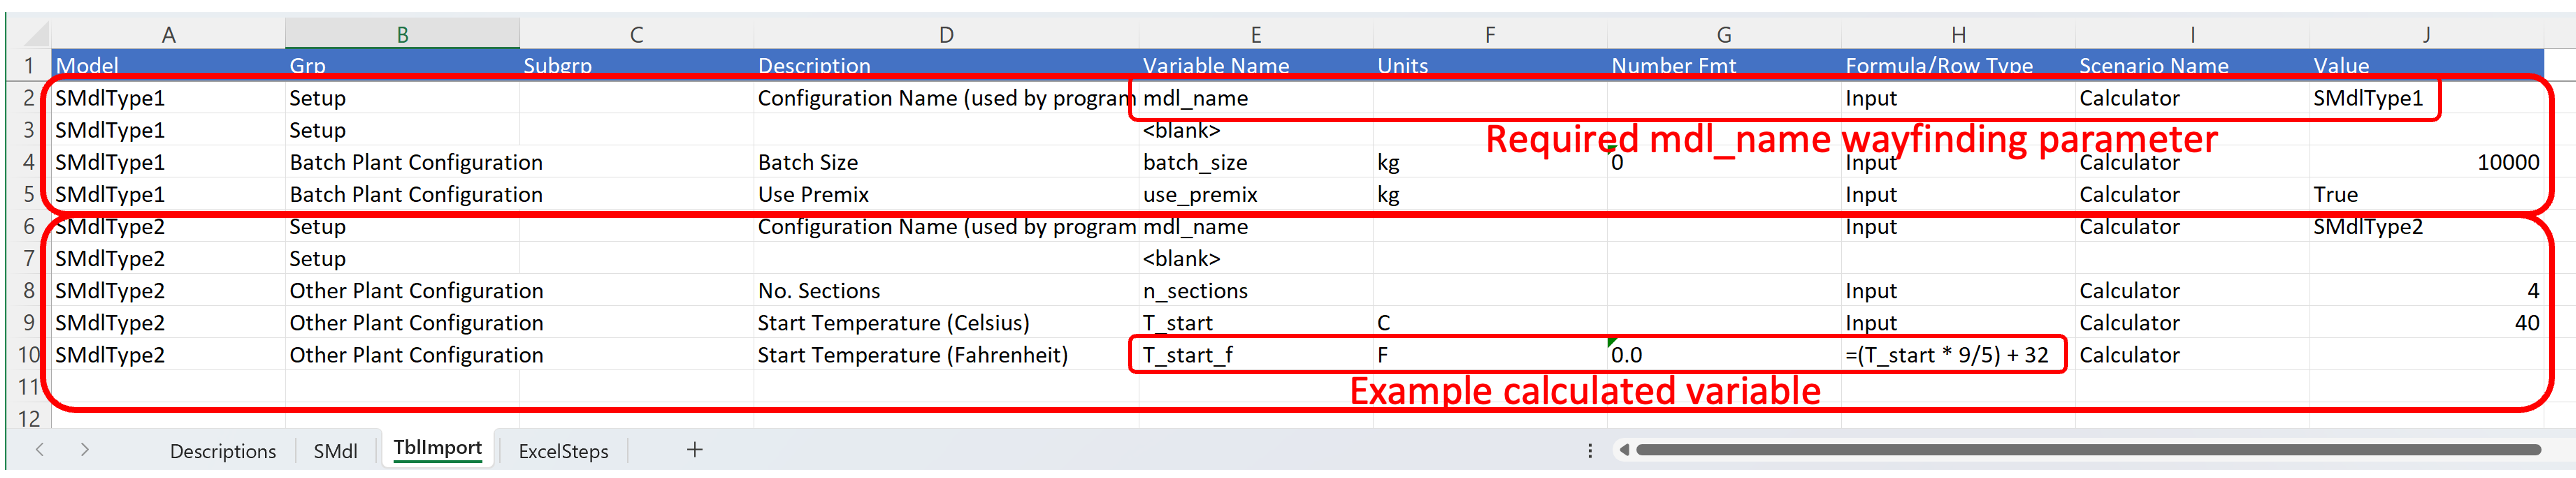 A B C D E F G H I J
1 Model Grp Subgrp Description Variable Name Units Number Fmt Formula/Row Type Scenario Name Value
2 SMdlType1 Setup Configuration Name (used by program mdl_name Input Calculator SMdlType1
3 SMdlType1 Setup <blank>
Required mdl_name wayfinding parameter
4 SMdlType1 Batch Plant Configuration Batch Size batch_size kg 0 Input Calculator 10000
5 SMdlType1 Batch Plant Configuration Use Premix use_premix kg Input Calculator True
6 SMdlType2 Setup Configuration Name (used by program mdl_name Input Calculator SMdlType2
7 SMdlType2 Setup <blank>
8 SMdlType2 Other Plant Configuration No. Sections n_sections Input Calculator 4
9 SMdlType2 Other Plant Configuration Start Temperature (Celsius) T_start C Input Calculator 40
10 SMdlType2 Other Plant Configuration Start Temperature (Fahrenheit) T_start_f F 0.0 =(T_start * 9/5) + 32 Calculator
11
Example calculated variable
12
Descriptions SMdl TblImport ExcelSteps +